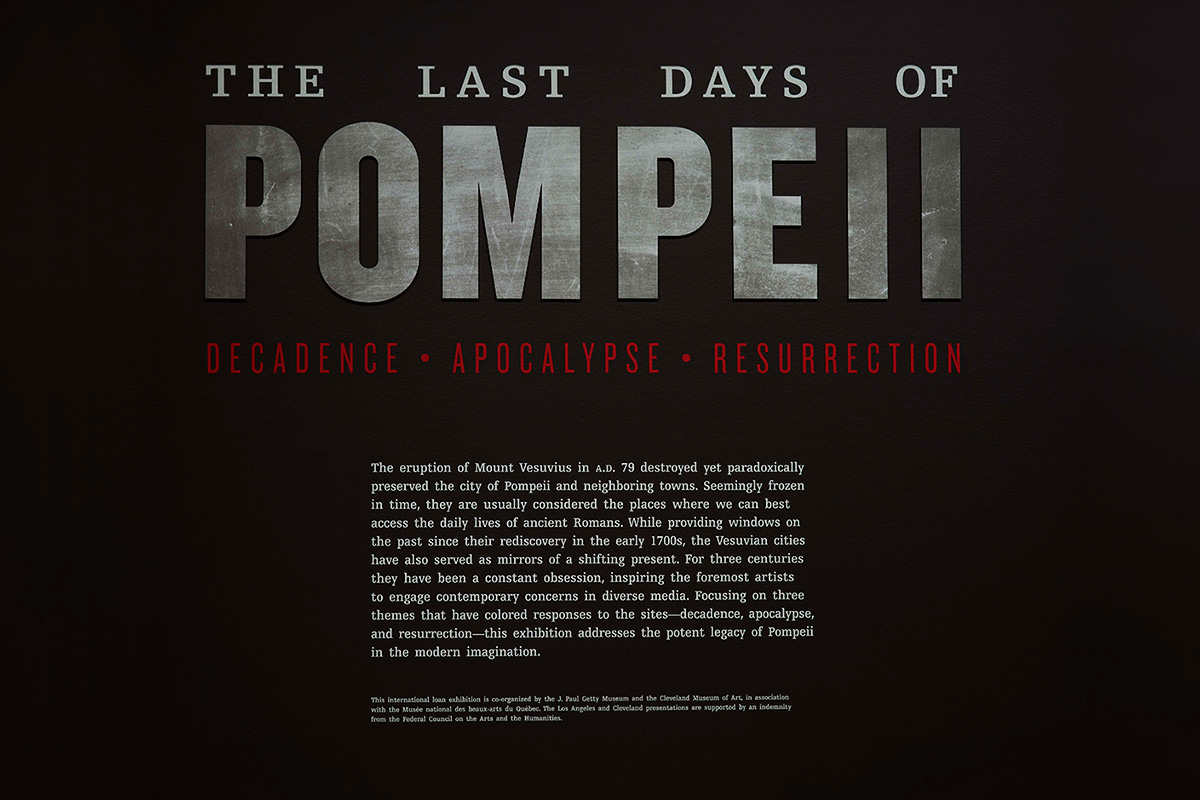 THE LAST DAYS OF
POMPEII
DECADENCE • APOCALYPSE • RESURRECTION
The eruption of Mount Vesuvius in A.D. 79 destroyed yet paradoxically
preserved the city of Pompeii and neighboring towns. Seemingly frozen
in time, they are usually considered the places where we can best
access the daily lives of ancient Romans. While providing windows on
the past since their rediscovery in the early 1700s, the Vesuvian cities
have also served as mirrors of a shifting present. For three centuries
they have been a constant obsession, inspiring the foremost artists
to engage contemporary concerns in diverse media. Focusing on three
themes that have colored responses to the sites—decadence, apocalypse,
and resurrection—this exhibition addresses the potent legacy of Pompeii
in the modern imagination.
This international loan exhibition is co-organized by the J. Paul Getty Museum and the Cleveland Museum of Art, in association
with the Musée national des beaux-arts du Québec. The Los Angeles and Cleveland presentations are supported by an indemnity
from the Federal Council on the Arts and the Humanities.